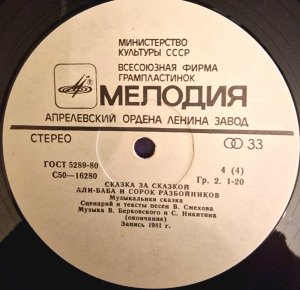 МИНИСТЕРСТВО
КУЛЬТУРЫ СССР
ВСЕСОЮЗНАЯ ФИРМА
ГРАМПЛАСТИНОК
МЕЛОДИЯ
АПРЕЛЕВСКИЙ ОРДЕНА ЛЕНИНА ЗАВОД
СТЕРЕО
33
ГОСТ 5289-80
4 (4)
С50—16280
Гр. 2. 1-20
СКАЗКА ЗА СКАЗКОЙ
АЛИ-БАБА И СОРОК РАЗБОЙНИКОВ
Музыкальная сказка
Сценарий и тексты песен В. Смехова
Музыка В. Берковского и С. Никитина
(окончание)
Запись 1981 г.